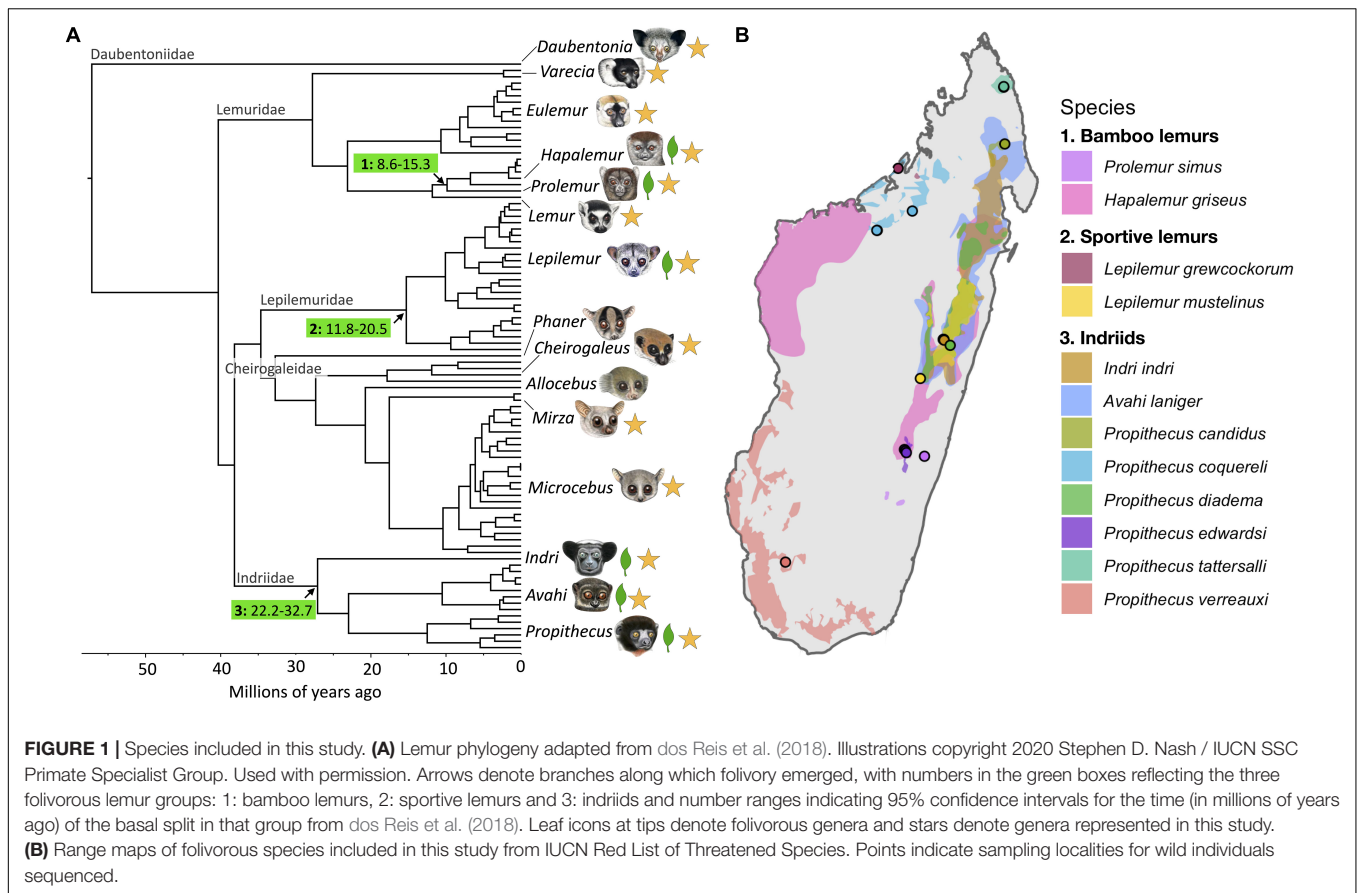 A
Daubentoniidae
Daubentonia
Varecia
Lemuridae
Eulemur
Hapalemur
1: 8.6-15.3
Prolemur
Lemur
Lepilemur
Lepilemuridae
2: 11.8-20.5
Phaner
Cheirogaleus
Cheirogaleidae
Allocebus
Mirza
Microcebus
Indri
Indriidae
Avahi
3: 22.2-32.7
Propithecus
50 40 30 20 10 0
Millions of years ago
B
Species
1. Bamboo lemurs
Prolemur simus
Hapalemur griseus
2. Sportive lemurs
Lepilemur grewcockorum
Lepilemur mustelinus
3. Indriids
Indri indri
Avahi laniger
Propithecus candidus
Propithecus coquereli
Propithecus diadema
Propithecus edwardsi
Propithecus tattersalli
Propithecus verreauxi
FIGURE 1 | Species included in this study. (A) Lemur phylogeny adapted from dos Reis et al. (2018). Illustrations copyright 2020 Stephen D. Nash / IUCN SSC
Primate Specialist Group. Used with permission. Arrows denote branches along which folivory emerged, with numbers in the green boxes reflecting the three
folivorous lemur groups: 1: bamboo lemurs, 2: sportive lemurs and 3: indriids and number ranges indicating 95% confidence intervals for the time (in millions of years
ago) of the basal split in that group from dos Reis et al. (2018). Leaf icons at tips denote folivorous genera and stars denote genera represented in this study.
(B) Range maps of folivorous species included in this study from IUCN Red List of Threatened Species. Points indicate sampling localities for wild individuals
sequenced.